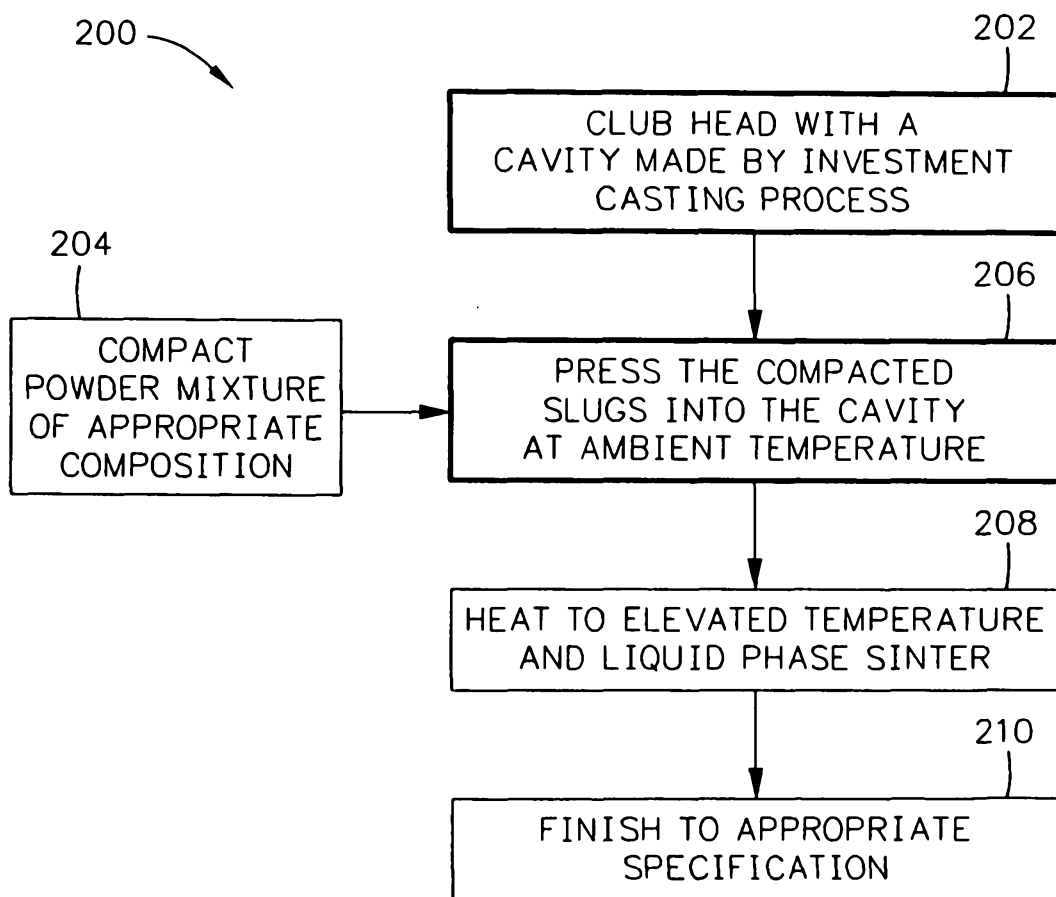 200
202
CLUB HEAD WITH A
CAVITY MADE BY INVESTMENT
CASTING PROCESS
204
COMPACT
POWDER MIXTURE
OF APPROPRIATE
COMPOSITION
206
PRESS THE COMPACTED
SLUGS INTO THE CAVITY
AT AMBIENT TEMPERATURE
208
HEAT TO ELEVATED TEMPERATURE
AND LIQUID PHASE SINTER
210
FINISH TO APPROPRIATE
SPECIFICATION